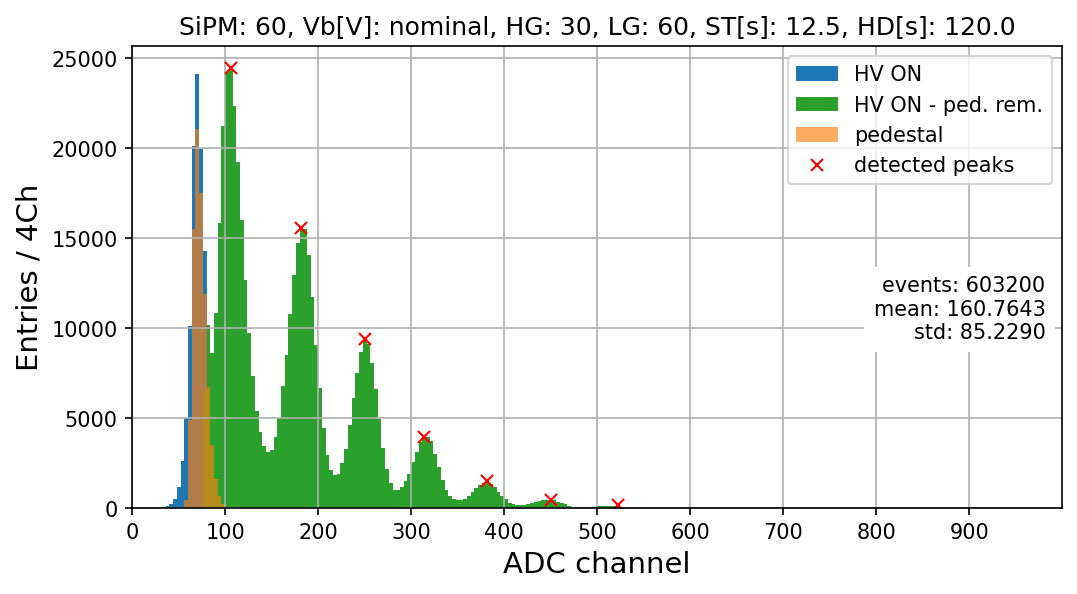 SiPM: 60, Vb[V]: nominal, HG: 30, LG: 60, ST[s]: 12.5, HD[s]: 120.0
25000
20000
15000
10000
5000
0
Entries / 4Ch
HV ON
HV ON - ped. rem.
pedestal
detected peaks
events: 603200
mean: 160.7643
std: 85.2290
0 100 200 300 400 500 600 700 800 900
ADC channel